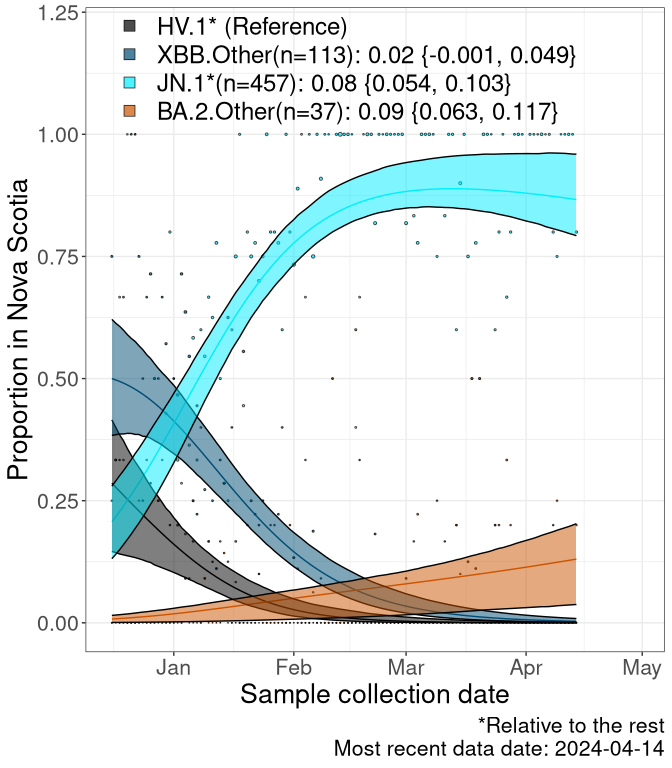 1.25
HV.1* (Reference)
XBB.Other(n=113): 0.02 {-0.001, 0.049}
JN.1*(n=457): 0.08 {0.054, 0.103}
BA.2.Other(n=37): 0.09 {0.063, 0.117}
1.00
0.75
0.50
0.25
0.00
Proportion in Nova Scotia
Jan Feb Mar Apr May
Sample collection date
*Relative to the rest
Most recent data date: 2024-04-14